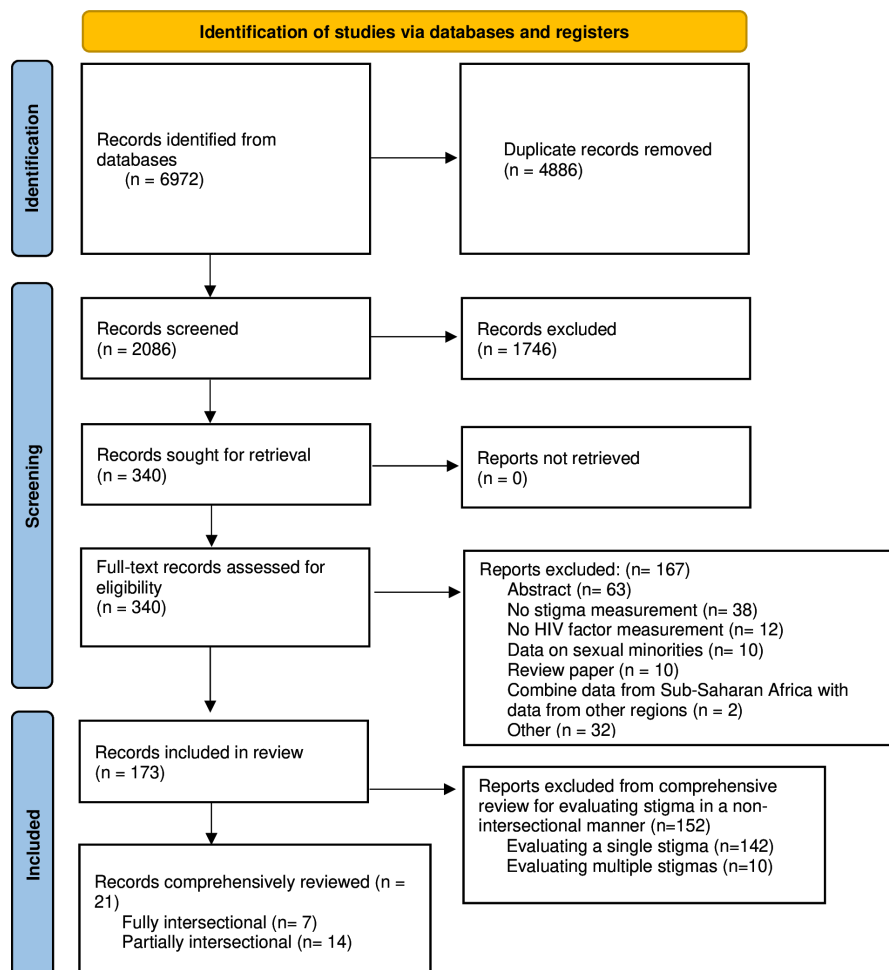 Identification of studies via databases and registers
Identification
Records identified from
databases
(n = 6972)
Duplicate records removed
(n = 4886)
Screening
Records screened
(n = 2086)
Records excluded
(n = 1746)
Records sought for retrieval
(n = 340)
Reports not retrieved
(n = 0)
Full-text records assessed for
eligibility
(n = 340)
Reports excluded: (n= 167)
Abstract (n= 63)
No stigma measurement (n= 38)
No HIV factor measurement (n= 12)
Data on sexual minorities (n= 10)
Review paper (n = 10)
Combine data from Sub-Saharan Africa with
data from other regions (n = 2)
Other (n = 32)
Included
Records included in review
(n = 173)
Reports excluded from comprehensive
review for evaluating stigma in a non-
intersectional manner (n=152)
Evaluating a single stigma (n=142)
Evaluating multiple stigmas (n=10)
Records comprehensively reviewed (n =
21)
Fully intersectional (n= 7)
Partially intersectional (n= 14)